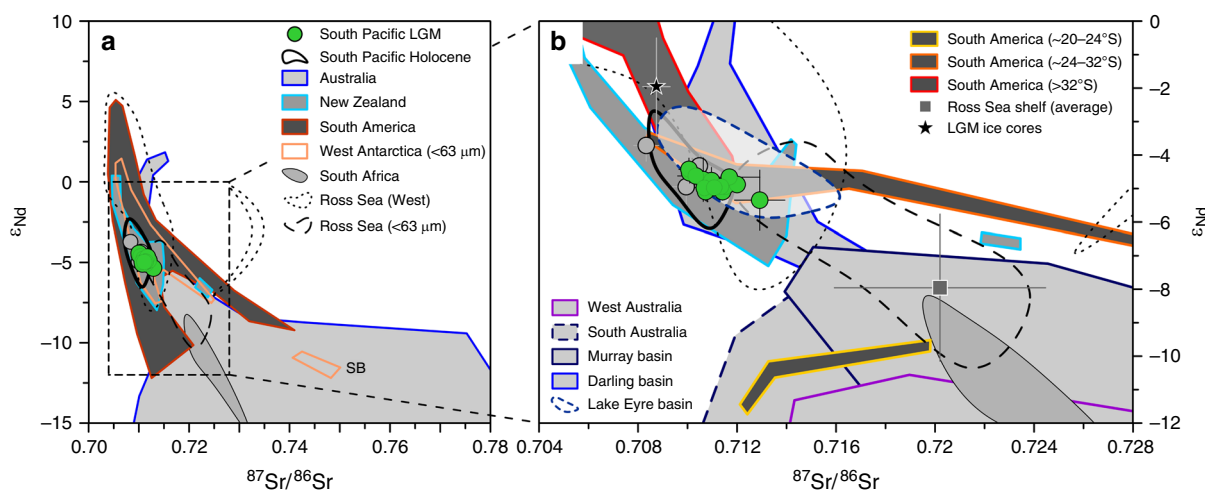 a
10
5
0
−5
−10
−15
εNd
0.70
0.72
0.74
0.76
0.78
87Sr/86Sr
South Pacific LGM
South Pacific Holocene
Australia
New Zealand
South America
West Antarctica (<63 μm)
South Africa
Ross Sea (West)
Ross Sea (<63 μm)
SB
b
South America (~20–24°S)
South America (~24–32°S)
South America (>32°S)
Ross Sea shelf (average)
LGM ice cores
West Australia
South Australia
Murray basin
Darling basin
Lake Eyre basin
0
−2
−4
−6
−8
−10
−12
εNd
0.704
0.708
0.712
0.716
0.720
0.724
0.728
87Sr/86Sr